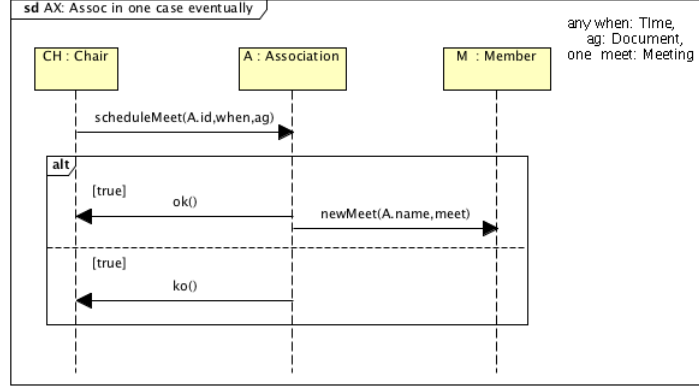 sd AX: Assoc in one case eventually
any when: TIme,
ag: Document,
one meet: Meeting
CH : Chair
A : Association
M : Member
scheduleMeet(A.id,when,ag)
alt
[true]
ok()
newMeet(A.name,meet)
[true]
ko()